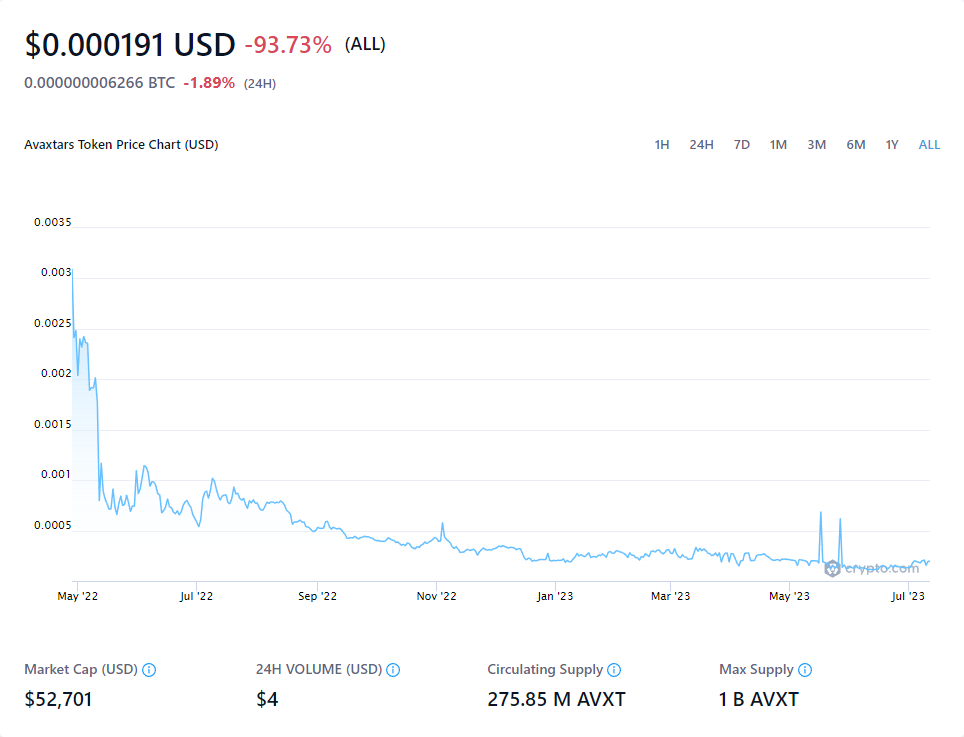 $0.000191 USD -93.73% (ALL)
0.000000006266 BTC -1.89% (24H)
Avaxtars Token Price Chart (USD) 1H 24H 7D 1M 3M 6M 1Y ALL
0.0035
0.003
0.0025
0.002
0.0015
0.001
0.0005
crypto.com
May '22 Jul '22 Sep '22 Nov '22 Jan '23 Mar '23 May '23 Jul '23
Market Cap (USD) 24H VOLUME (USD) Circulating Supply Max Supply
$52,701 $4 275.85 M AVXT 1 B AVXT